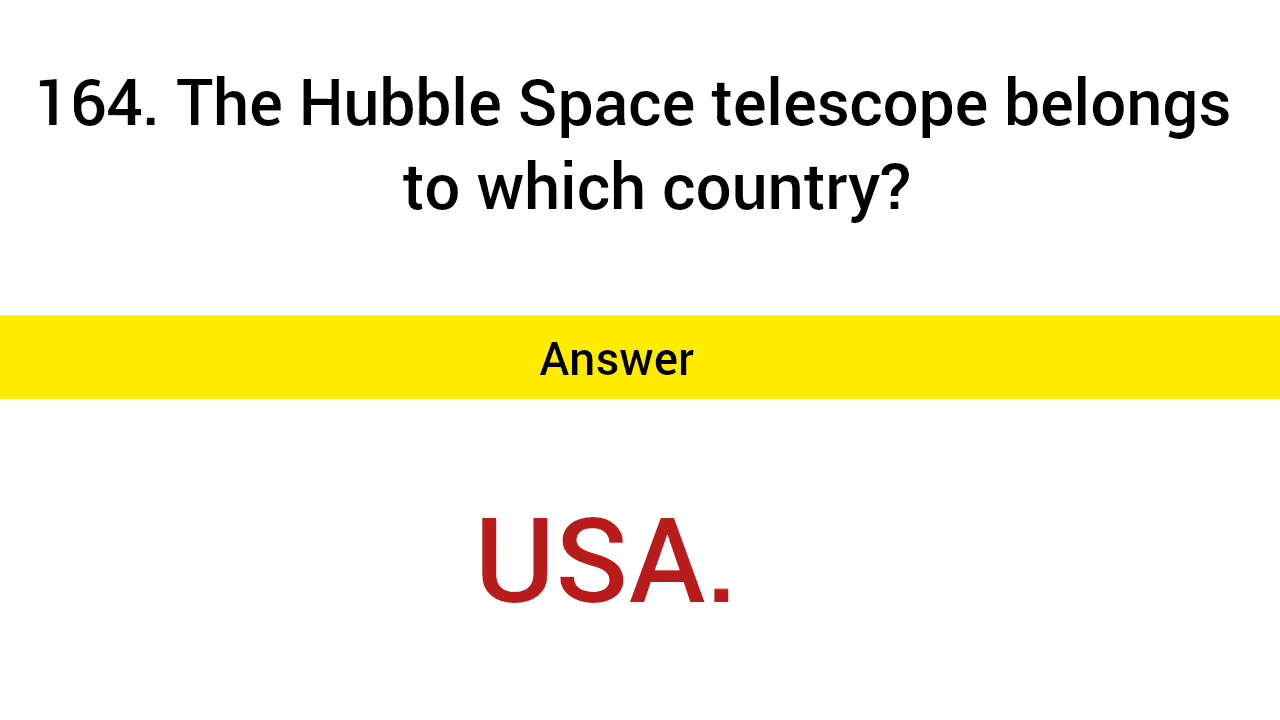 164. The Hubble Space telescope belongs
to which country?
Answer
USA.